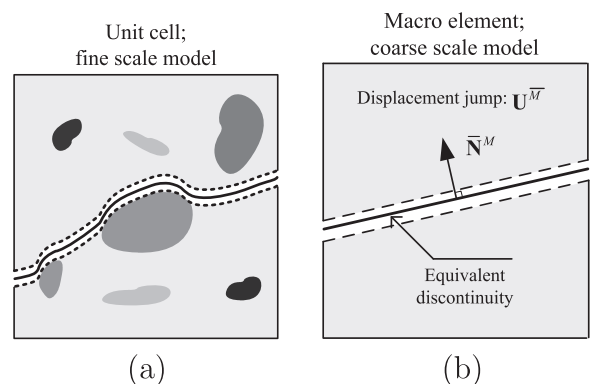 Unit cell;
fine scale model
Macro element;
coarse scale model
Displacement jump: U^M̅
N̅^M
Equivalent
discontinuity
(a)
(b)